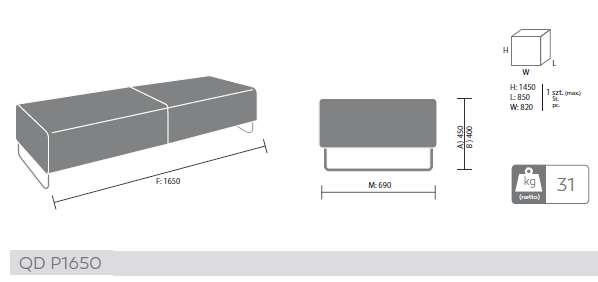 F: 1650
M: 690
A) 450
B) 400
H
L
W
H: 1450
L: 850
W: 820
1 szt. (max.)
St.
pc.
kg
(netto)
31
QD P1650